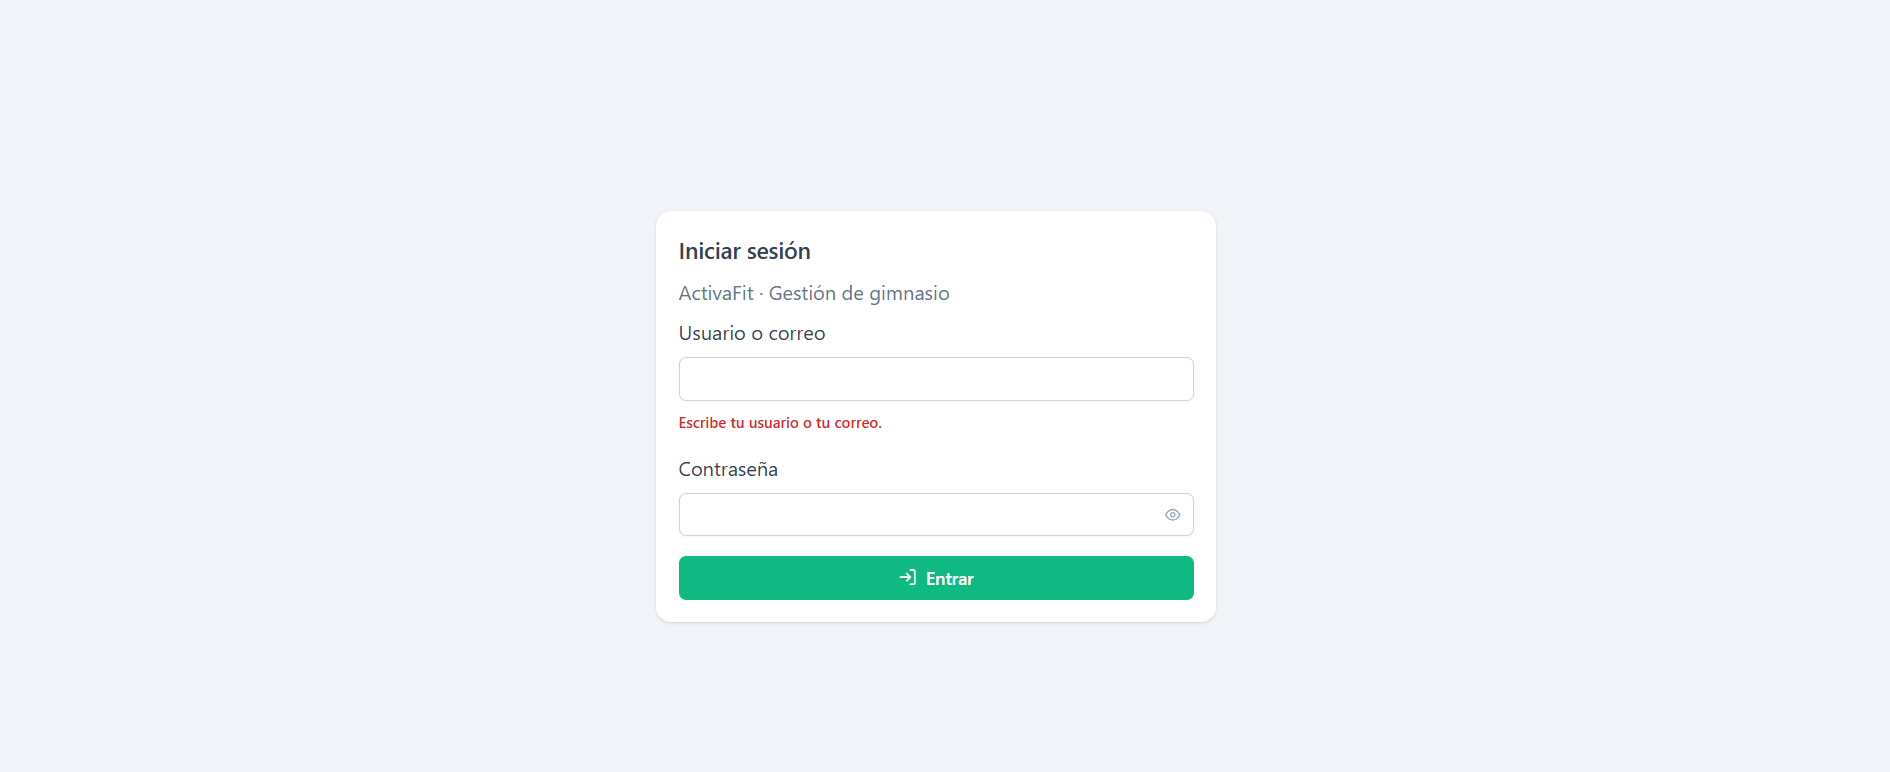 Iniciar sesión
ActivaFit · Gestión de gimnasio
Usuario o correo
Escribe tu usuario o tu correo.
Contraseña
Entrar